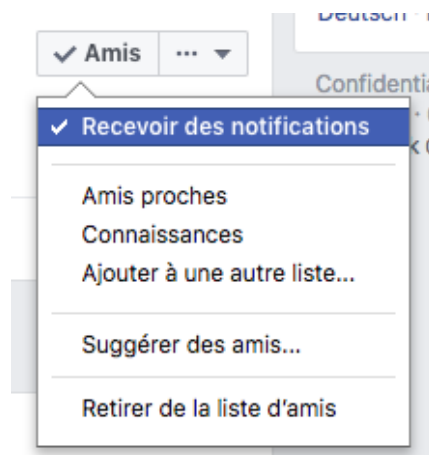 Deutsch
Amis
Recevoir des notifications
Amis proches
Connaissances
Ajouter à une autre liste...
Suggérer des amis...
Retirer de la liste d'amis